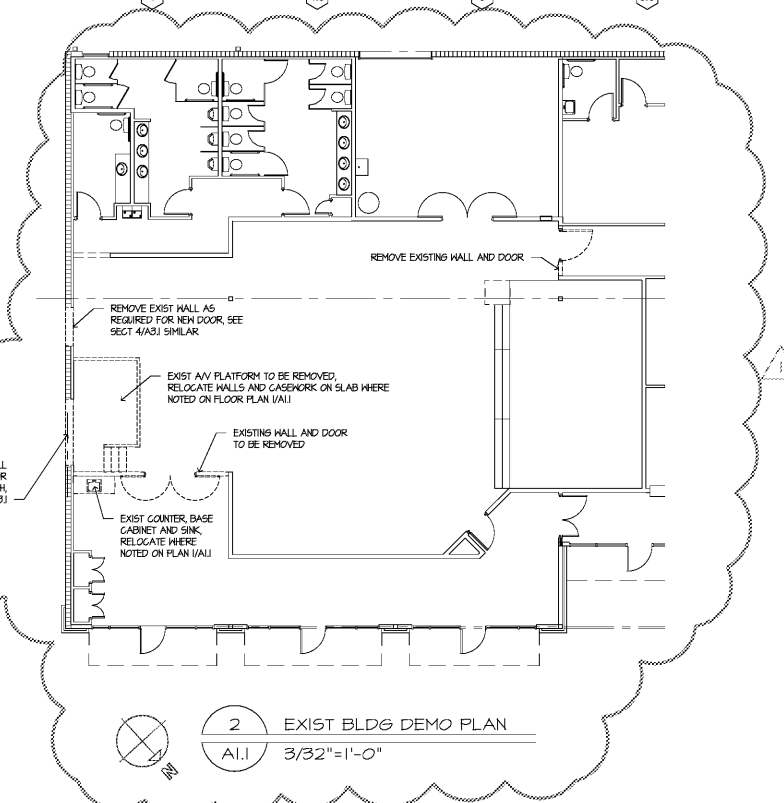 REMOVE EXISTING WALL AND DOOR
REMOVE EXIST WALL AS
REQUIRED FOR NEW DOOR, SEE
SECT 4/A3.1 SIMILAR
EXIST A/V PLATFORM TO BE REMOVED,
RELOCATE WALLS AND CASEWORK ON SLAB WHERE
NOTED ON FLOOR PLAN 1/A1.1
EXISTING WALL AND DOOR
TO BE REMOVED
EXIST COUNTER, BASE
CABINET AND SINK,
RELOCATE WHERE
NOTED ON PLAN 1/A1.1
2
EXIST BLDG DEMO PLAN
A1.1
3/32"=1'-0"
N